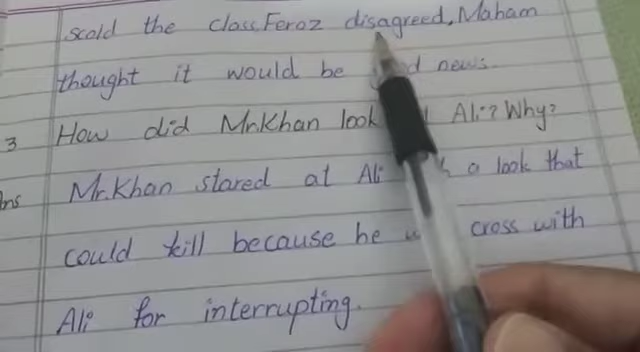 scold the class. Feroz disagreed. Maham
thought it would be news.
3 How did Mr.Khan look Ali? Why?
Ans Mr.Khan stared at Ali a look that
could kill because he cross with
Ali for interrupting.